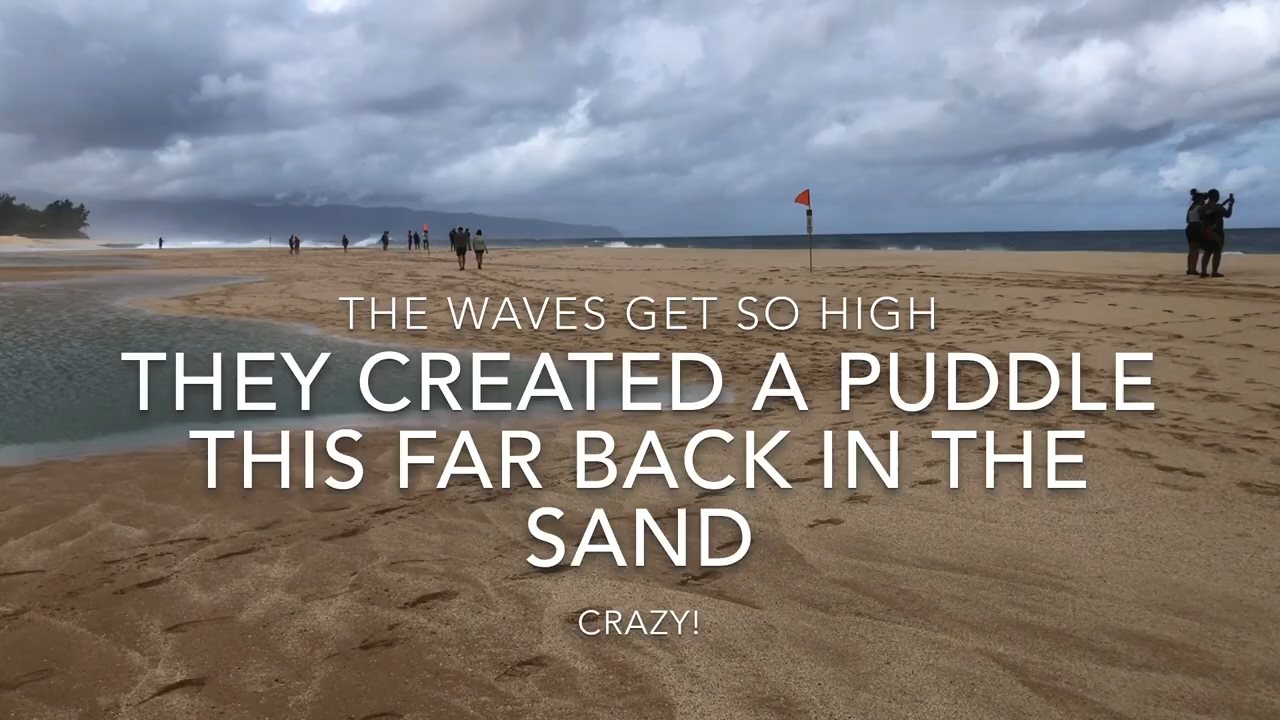 THE WAVES GET SO HIGH
THEY CREATED A PUDDLE
THIS FAR BACK IN THE
SAND
CRAZY!